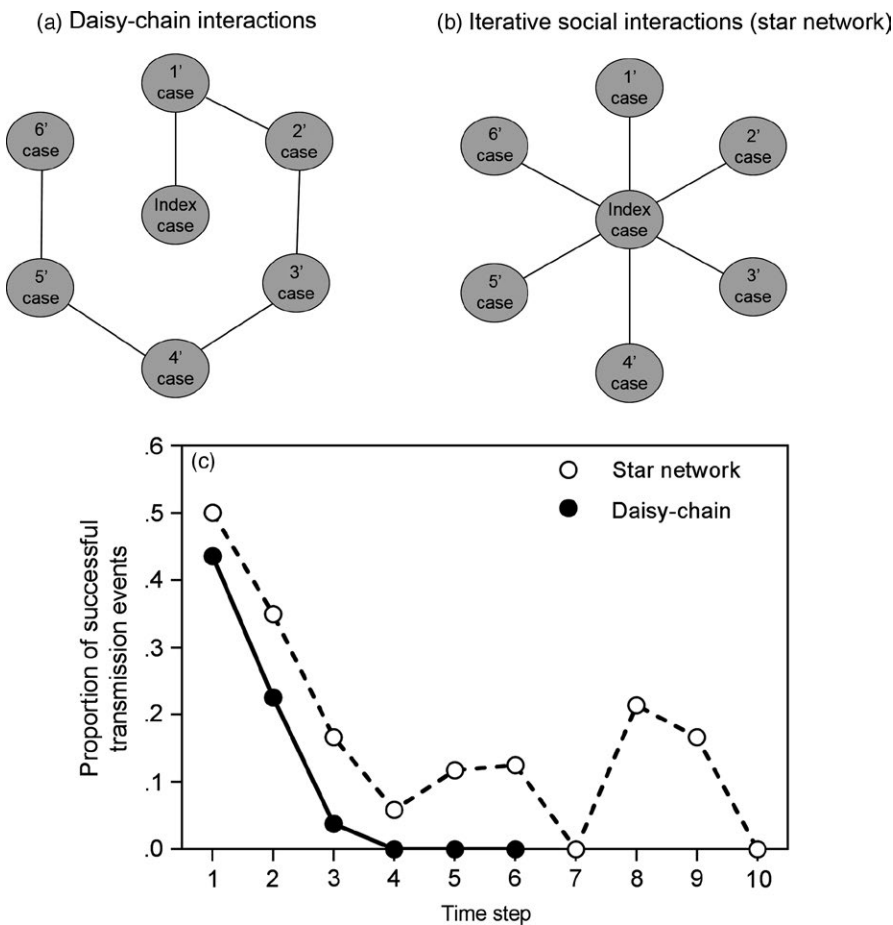 (a) Daisy-chain interactions
1’
case
6’
case
2’
case
Index
case
5’
case
3’
case
4’
case
(b) Iterative social interactions (star network)
1’
case
6’
case
2’
case
Index
case
5’
case
3’
case
4’
case
(c)
Star network
Daisy-chain
Proportion of successful
transmission events
.6
.5
.4
.3
.2
.1
.0
1 2 3 4 5 6 7 8 9 10
Time step